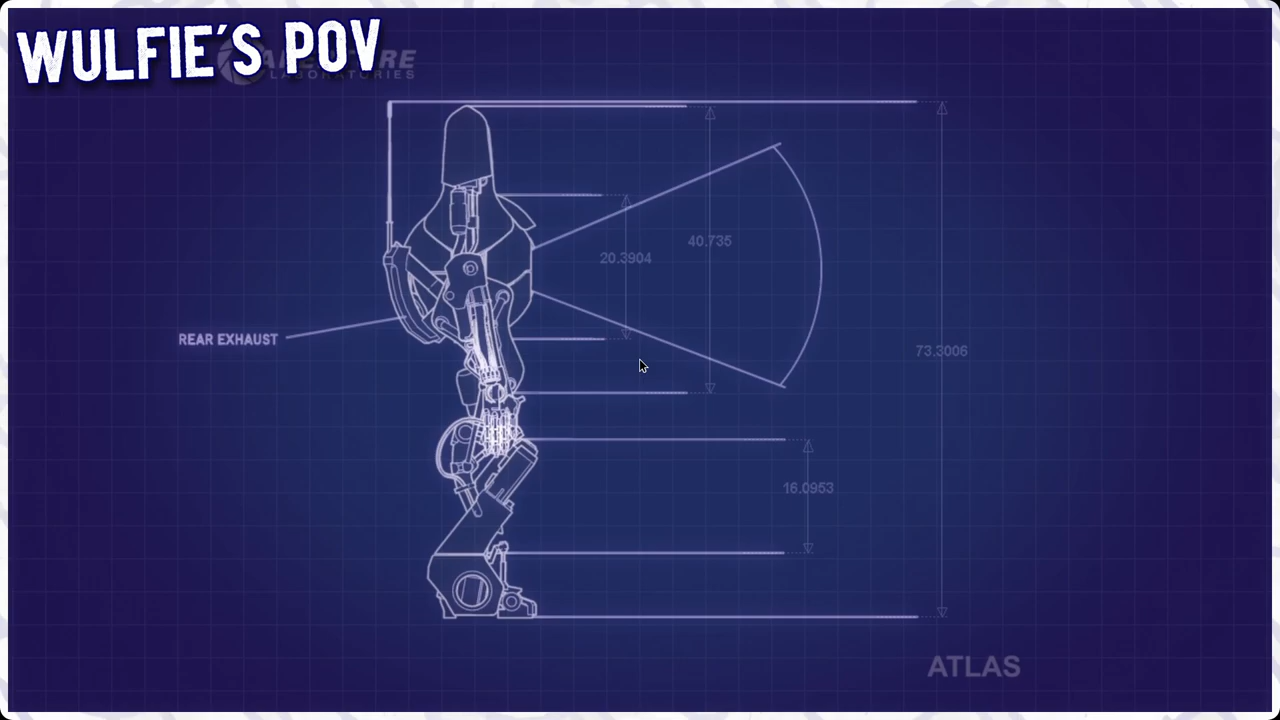 WULFIE'S POV
LABORATORIES
20.3904
40.735
REAR EXHAUST
73.3006
16.0953
ATLAS